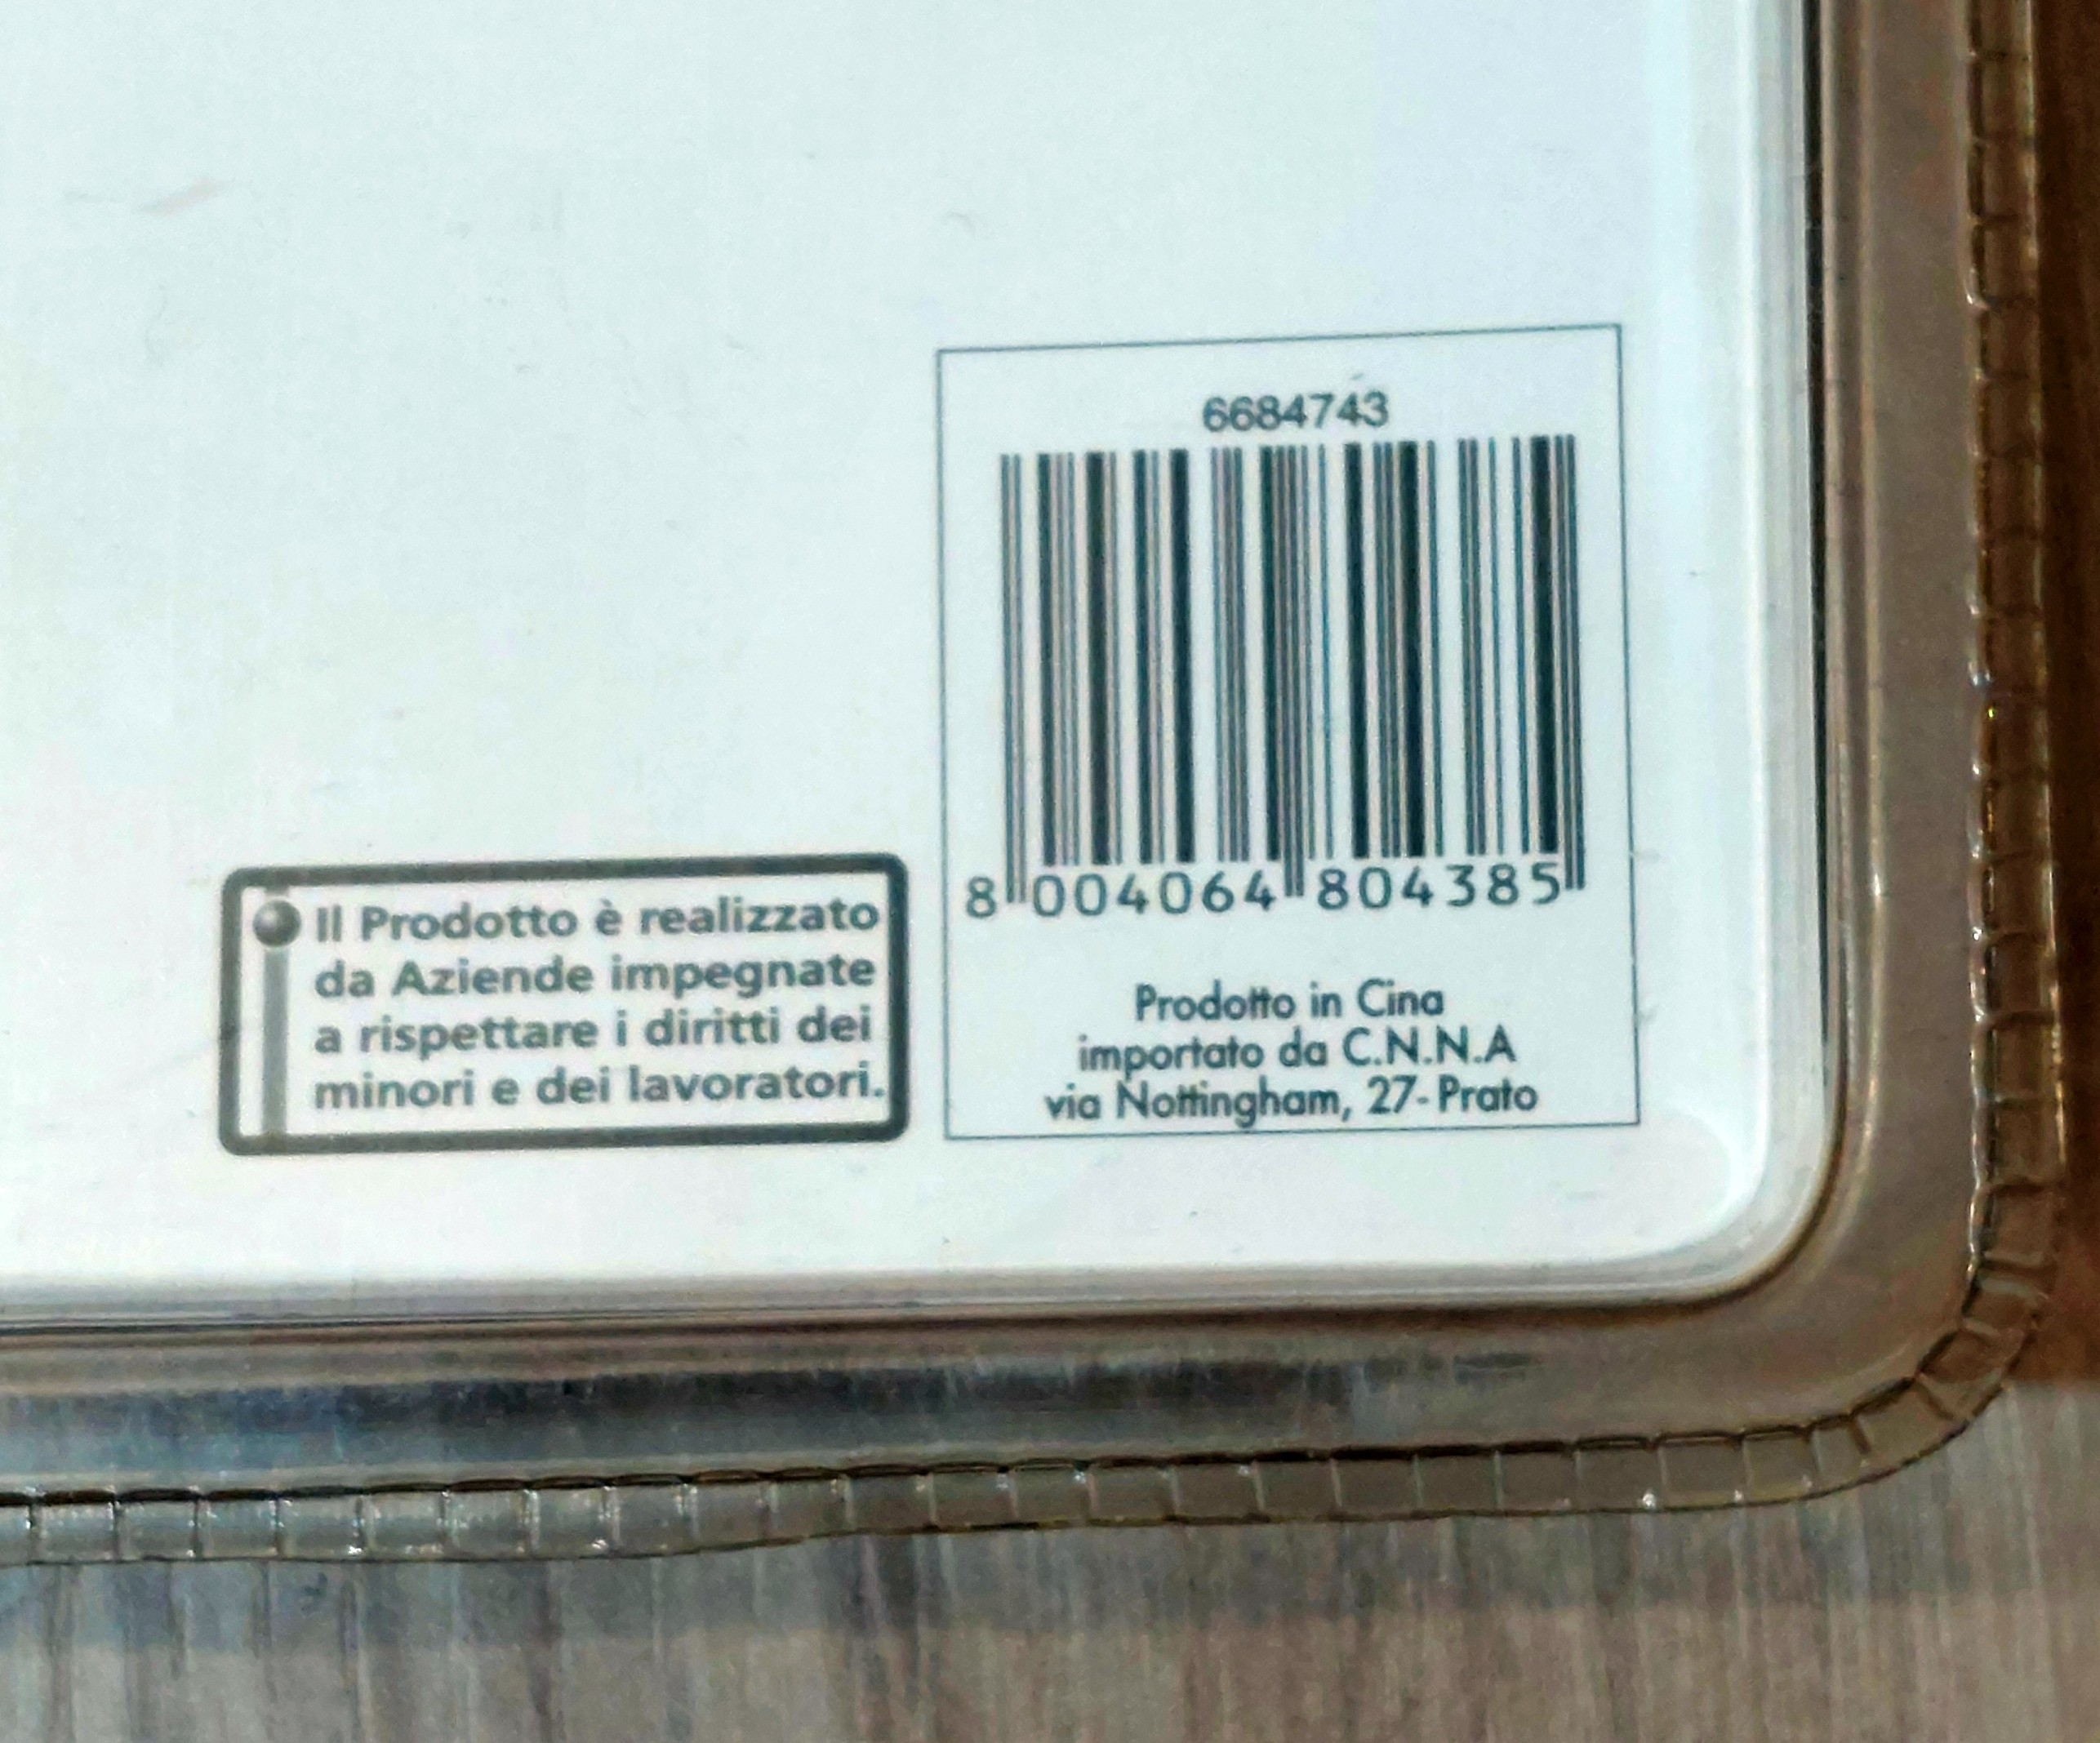 6684743
8 004064 804385
Il Prodotto è realizzato
da Aziende impegnate
a rispettare i diritti dei
minori e dei lavoratori.
Prodotto in Cina
importato da C.N.N.A
via Nottingham, 27-Prato